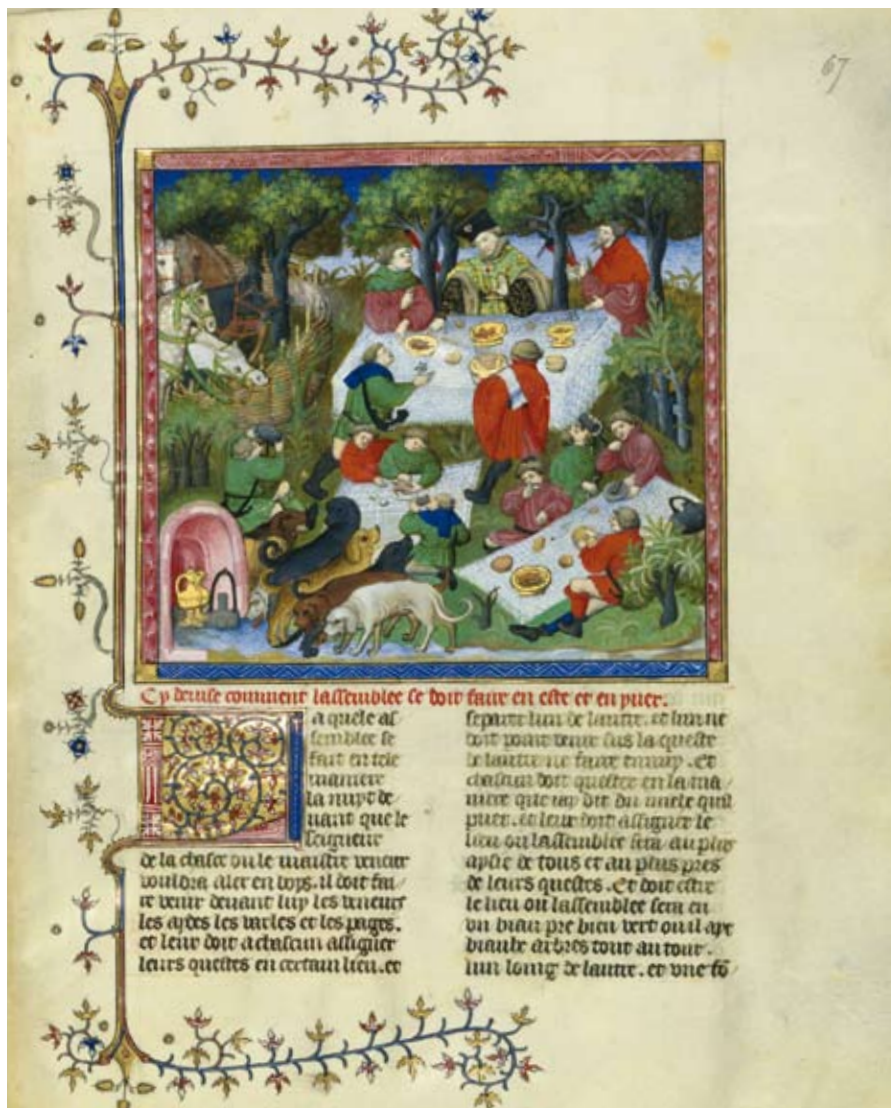 67
Cy devise comment lassemblee se doit faire en este et en yver.
a quele as
semblee se
fait en tele
maniere
la nuyt de
vant que le
seigneur
de la chasce ou le maistre veneur
vouldra aler en boys. il doit fai
re venir devant luy les veneurs
les aydes les varles et les pages.
et leur doit a chascun assigner
leurs questes en certain lieu. et
separer lun de lautre. et lun ne
doit point venir sus la queste
de lautre ne faire ennuy. et
chascun doit quester en la ma
niere que iay dit du mielz quil
puet. et leur doit assigner le
lieu ou lassemblee sera au plus
aysie de tous et au plus pres
de leurs questes. Et doit estre
le lieu ou lassemblee sera en
un biau pre bien vert ou il ayt
biaulz arbres tout au tour.
lun loing de lautre. et une fo